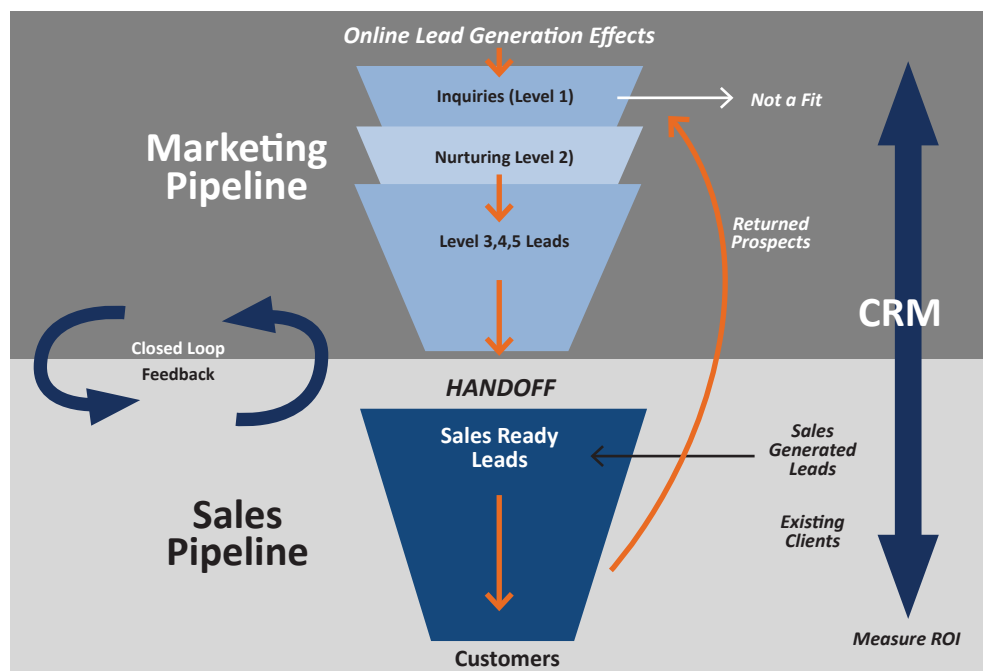 Online Lead Generation Effects
Inquiries (Level 1)
Not a Fit
Marketing
Pipeline
Nurturing Level 2)
Returned
Prospects
Level 3,4,5 Leads
CRM
Closed Loop
Feedback
HANDOFF
Sales Ready
Leads
Sales
Generated
Leads
Sales
Pipeline
Existing
Clients
Measure ROI
Customers